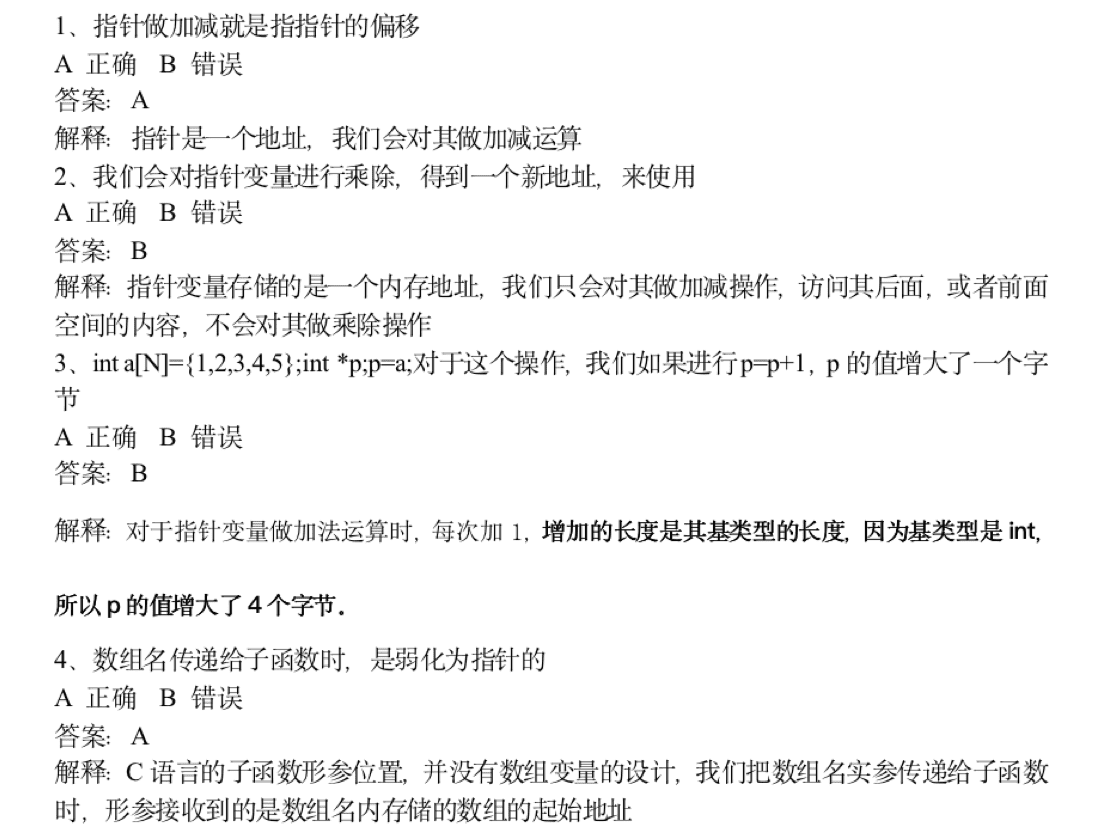 1、指针做加减就是指指针的偏移
A 正确 B 错误
答案：A
解释：指针是一个地址，我们会对其做加减运算
2、我们会对指针变量进行乘除，得到一个新地址，来使用
A 正确 B 错误
答案：B
解释：指针变量存储的是一个内存地址，我们只会对其做加减操作，访问其后面，或者前面
空间的内容，不会对其做乘除操作
3、int a[N]={1,2,3,4,5};int *p;p=a;对于这个操作，我们如果进行p=p+1，p 的值增大了一个字
节
A 正确 B 错误
答案：B
解释：对于指针变量做加法运算时，每次加 1，增加的长度是其基类型的长度，因为基类型是 int，
所以 p 的值增大了 4 个字节．
4、数组名传递给子函数时，是弱化为指针的
A 正确 B 错误
答案：A
解释：C 语言的子函数形参位置，并没有数组变量的设计，我们把数组名实参传递给子函数
时，形参接收到的是数组名内存储的数组的起始地址